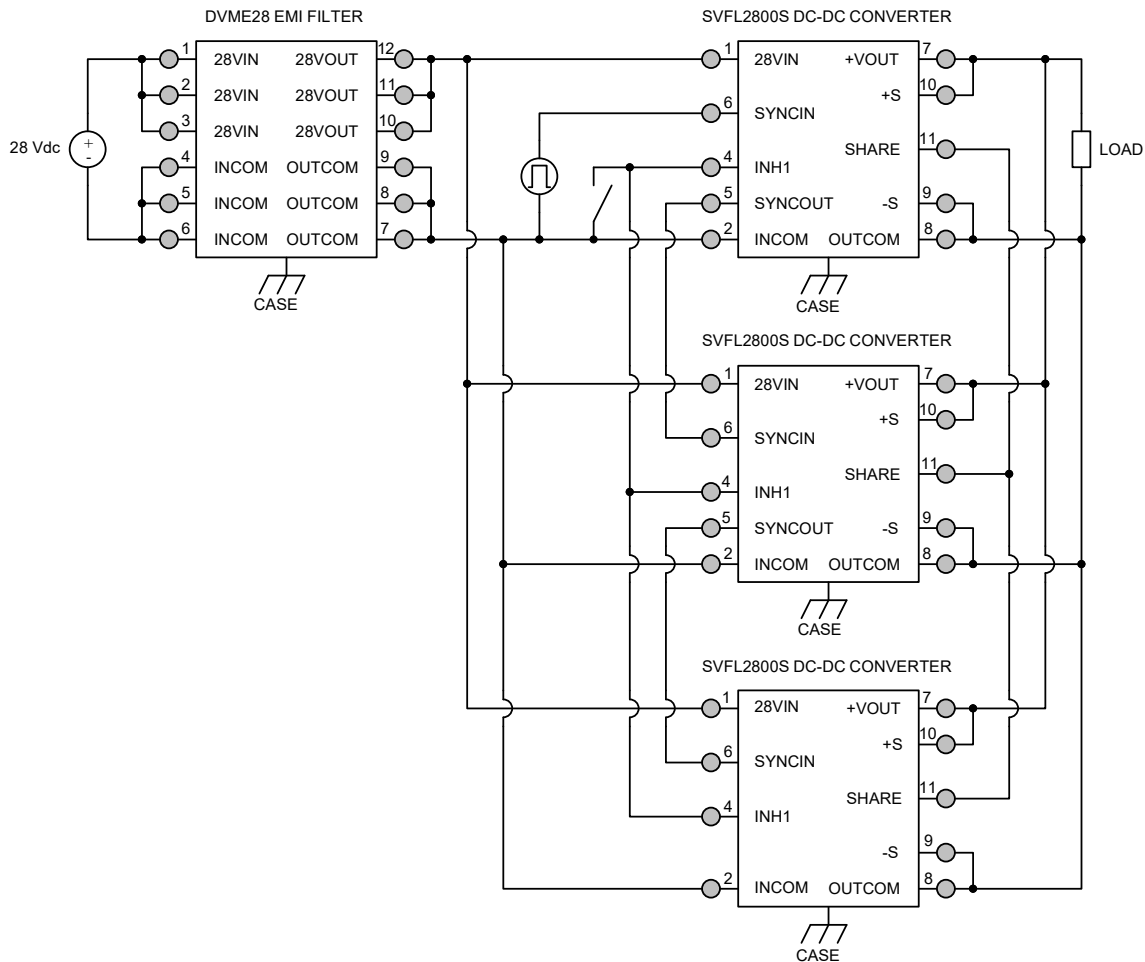 DVME28 EMI FILTER
1 28VIN 28VOUT 12
2 28VIN 28VOUT 11
3 28VIN 28VOUT 10
4 INCOM OUTCOM 9
5 INCOM OUTCOM 8
6 INCOM OUTCOM 7
CASE
28 Vdc
+
-
SVFL2800S DC-DC CONVERTER
1 28VIN +VOUT 7
+S 10
6 SYNCIN
SHARE 11
4 INH1
5 SYNCOUT -S 9
2 INCOM OUTCOM 8
CASE
LOAD
SVFL2800S DC-DC CONVERTER
1 28VIN +VOUT 7
+S 10
6 SYNCIN
SHARE 11
4 INH1
5 SYNCOUT -S 9
2 INCOM OUTCOM 8
CASE
SVFL2800S DC-DC CONVERTER
1 28VIN +VOUT 7
+S 10
6 SYNCIN
SHARE 11
4 INH1
-S 9
2 INCOM OUTCOM 8
CASE